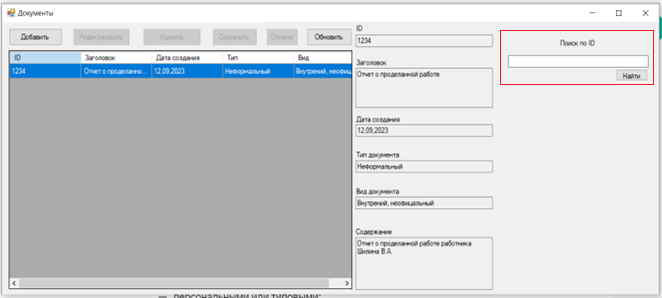 Документы
Добавить Редактировать Удалить Сохранить Отмена Обновить
ID Заголовок Дата создания Тип Вид
1234 Отчет о проделанно... 12.09.2023 Неформальный Внутрений, неофиц
ID
1234
Заголовок
Отчет о проделанной работе
Дата создания
12.09.2023
Тип документа
Неформальный
Вид документа
Внутрений, неофицальный
Содержание
Отчет о проделанной работе работника
Шилина В.А.
Поиск по ID
Найти
— персональными или типовыми;